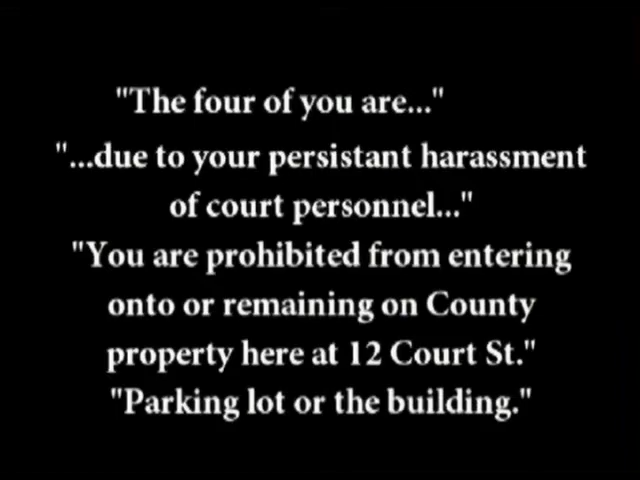 "The four of you are..."
"...due to your persistant harassment
of court personnel..."
"You are prohibited from entering
onto or remaining on County
property here at 12 Court St."
"Parking lot or the building."